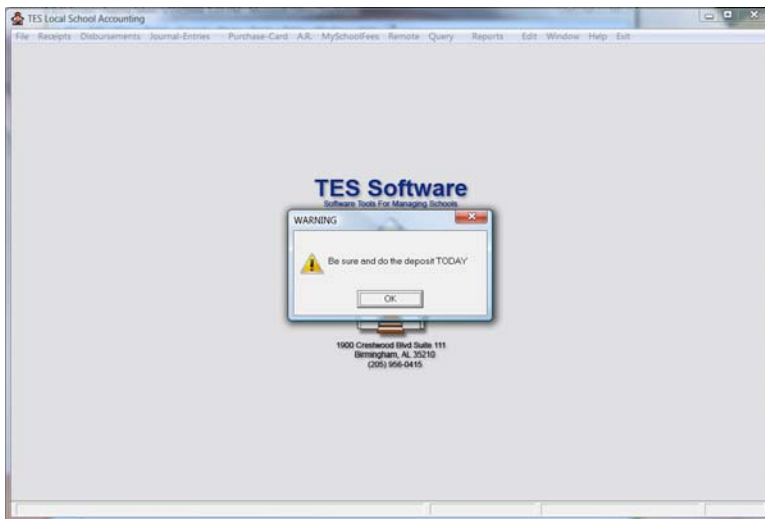 TES Local School Accounting
File Receipts Disbursements Journal-Entries Purchase-Card A.R. MySchoolFees Remote Query Reports Edit Window Help Exit
TES Software
Software Tools For Managing Schools
WARNING
Be sure and do the deposit TODAY
OK
1900 Crestwood Blvd Suite 111
Birmingham, AL 35210
(205) 956-0415